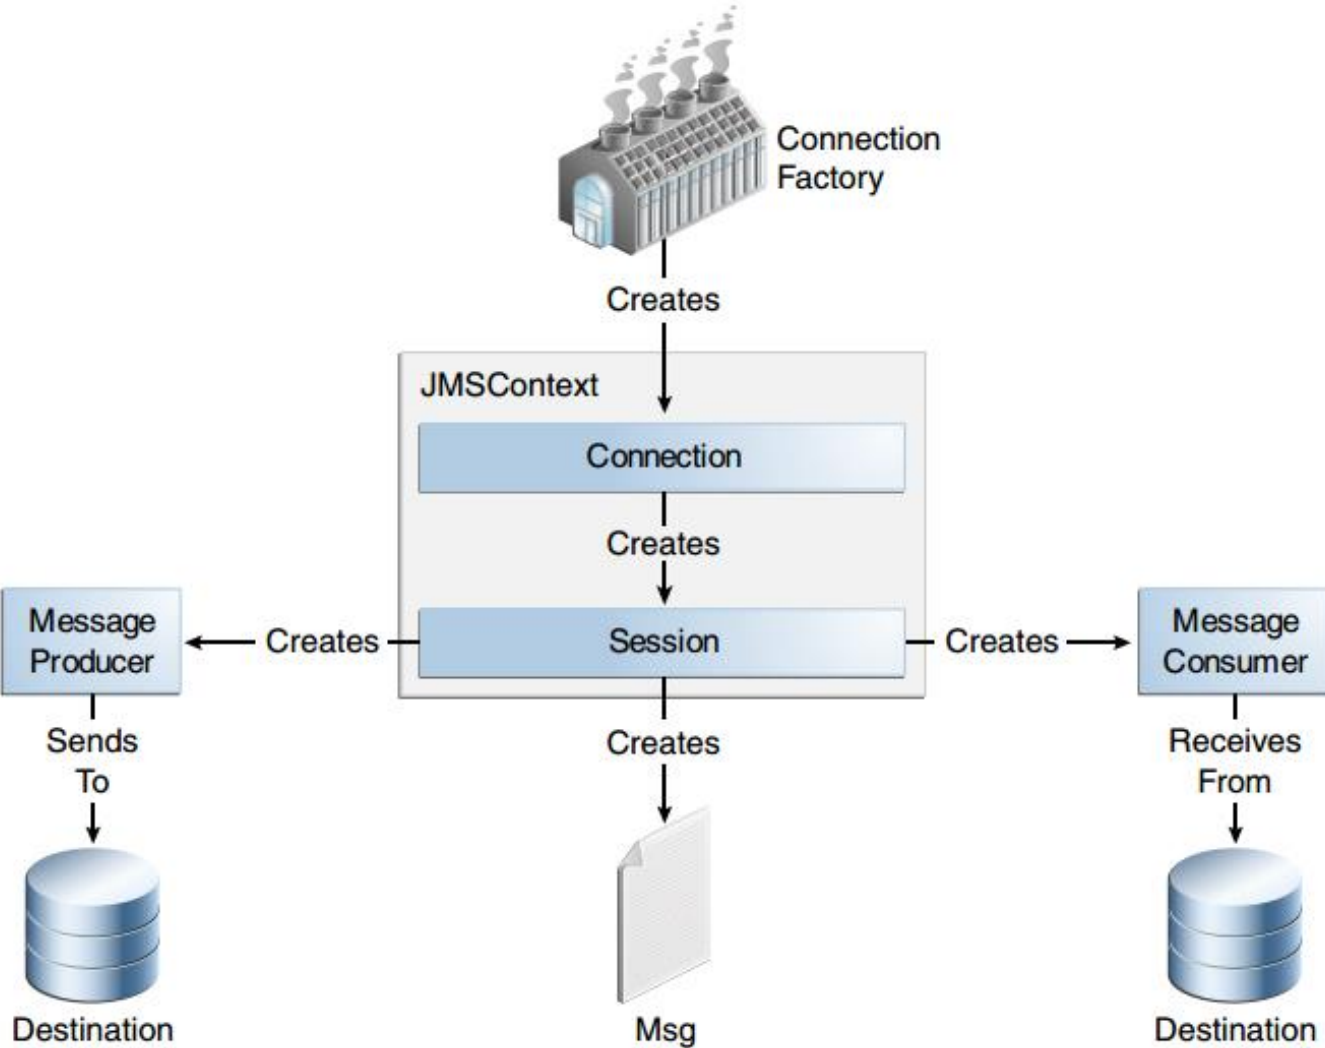 Connection
Factory
Creates
JMSContext
Connection
Creates
Session
Message
Producer
Creates
Creates
Message
Consumer
Sends
To
Creates
Receives
From
Destination
Msg
Destination